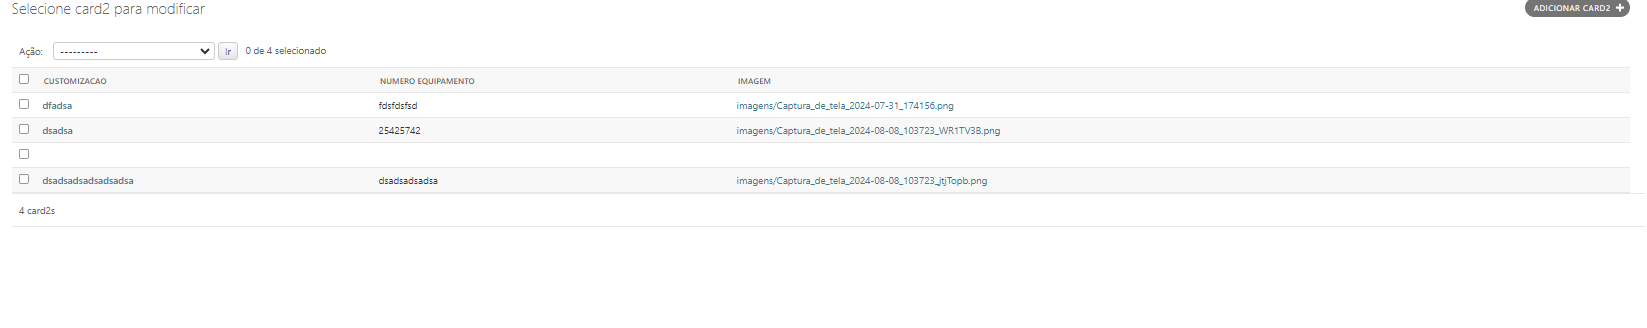 Selecione card2 para modificar
ADICIONAR CARD2 +
Ação: --------- Ir 0 de 4 selecionado
CUSTOMIZACAO NUMERO EQUIPAMENTO IMAGEM
dfadsa fdsfdsfsd imagens/Captura_de_tela_2024-07-31_174156.png
dsadsa 25425742 imagens/Captura_de_tela_2024-08-08_103723_WR1TV3B.png
dsadsadsadsadsadsa dsadsadsadsa imagens/Captura_de_tela_2024-08-08_103723_jtjTopb.png
4 card2s